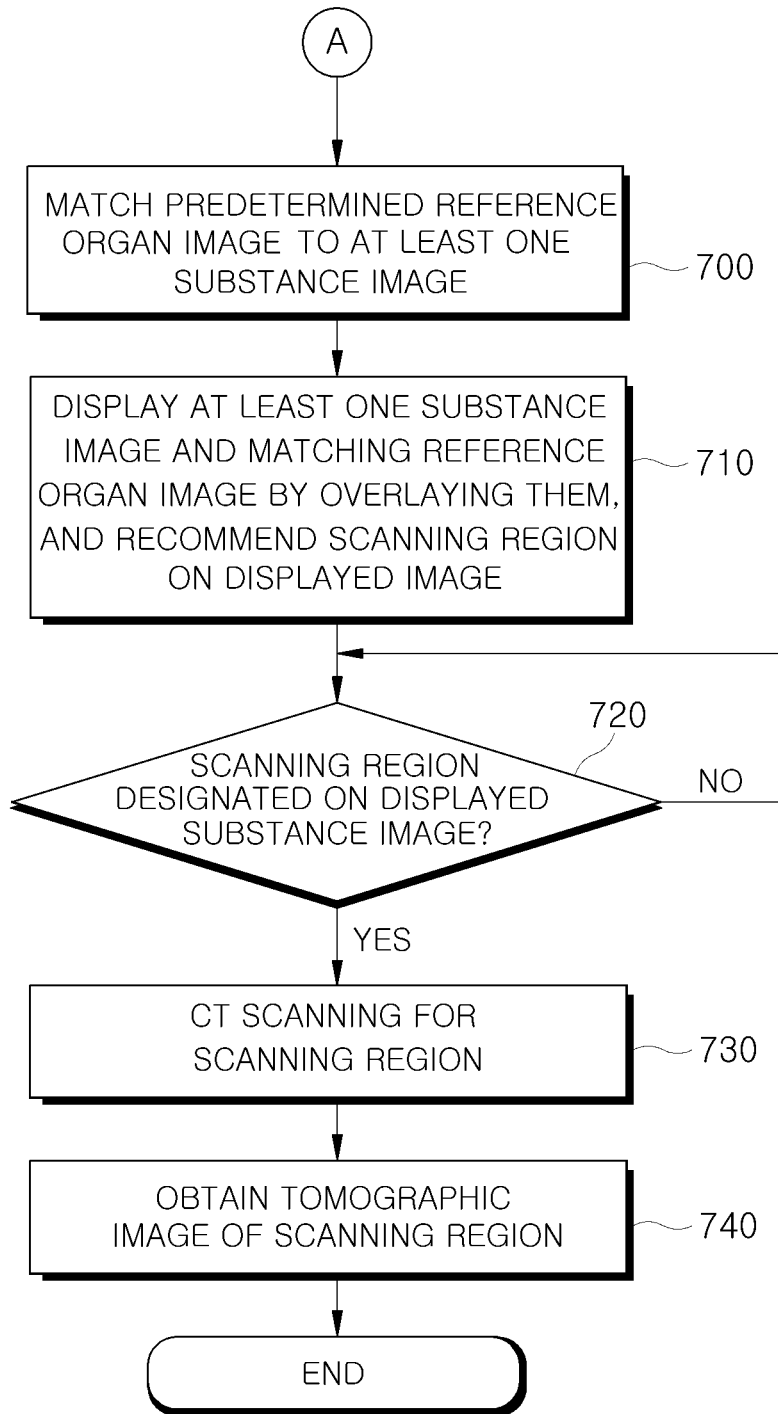 A
MATCH PREDETERMINED REFERENCE
ORGAN IMAGE TO AT LEAST ONE
SUBSTANCE IMAGE
700
DISPLAY AT LEAST ONE SUBSTANCE
IMAGE AND MATCHING REFERENCE
ORGAN IMAGE BY OVERLAYING THEM,
AND RECOMMEND SCANNING REGION
ON DISPLAYED IMAGE
710
720
SCANNING REGION
DESIGNATED ON DISPLAYED
SUBSTANCE IMAGE?
NO
YES
CT SCANNING FOR
SCANNING REGION
730
OBTAIN TOMOGRAPHIC
IMAGE OF SCANNING REGION
740
END